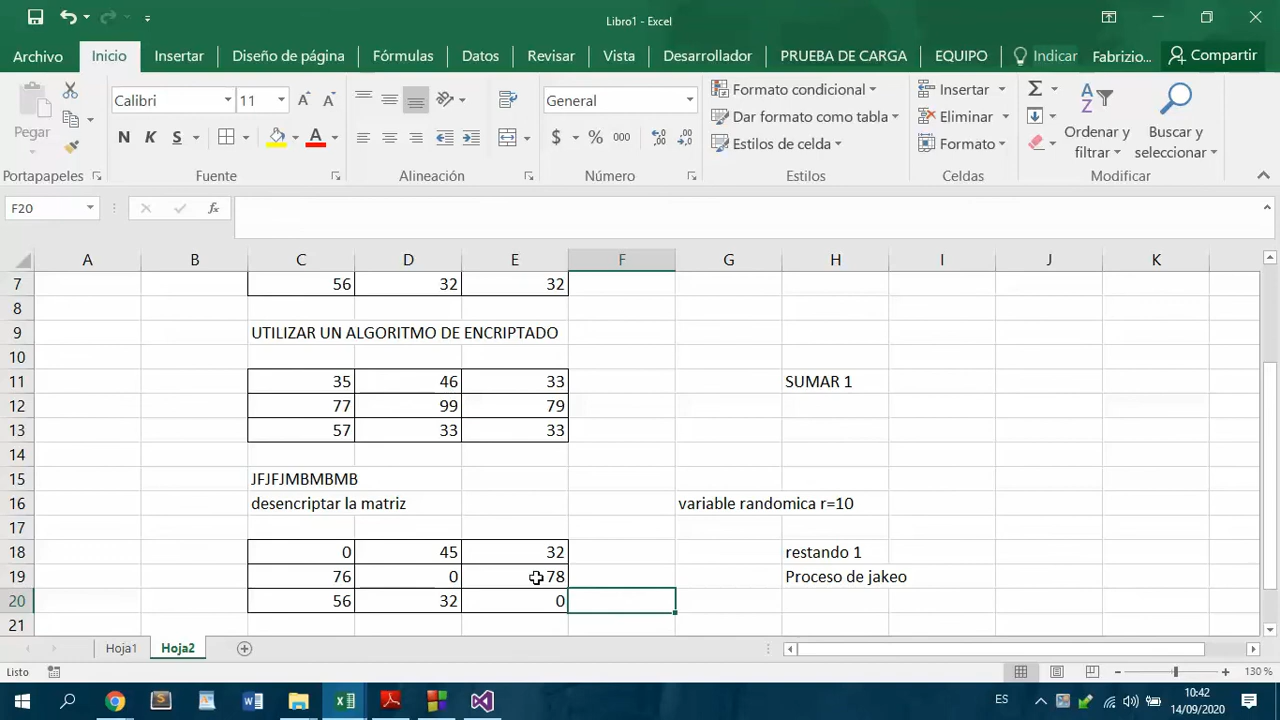 Libro1 - Excel
Archivo Inicio Insertar Diseño de página Fórmulas Datos Revisar Vista Desarrollador PRUEBA DE CARGA EQUIPO Indicar Fabrizio... Compartir
Pegar
Calibri 11
N K S
General
$ % 000
Formato condicional
Dar formato como tabla
Estilos de celda
Insertar
Eliminar
Formato
Ordenar y filtrar
Buscar y seleccionar
Portapapeles Fuente Alineación Número Estilos Celdas Modificar
F20 fx
A B C D E F G H I J K
7 56 32 32
8
9 UTILIZAR UN ALGORITMO DE ENCRIPTADO
10
11 35 46 33 SUMAR 1
12 77 99 79
13 57 33 33
14
15 JFJFJMBMBMB
16 desencriptar la matriz variable randomica r=10
17
18 0 45 32 restando 1
19 76 0 78 Proceso de jakeo
20 56 32 0
21
Hoja1 Hoja2
Listo 130 %
ES 10:42
14/09/2020